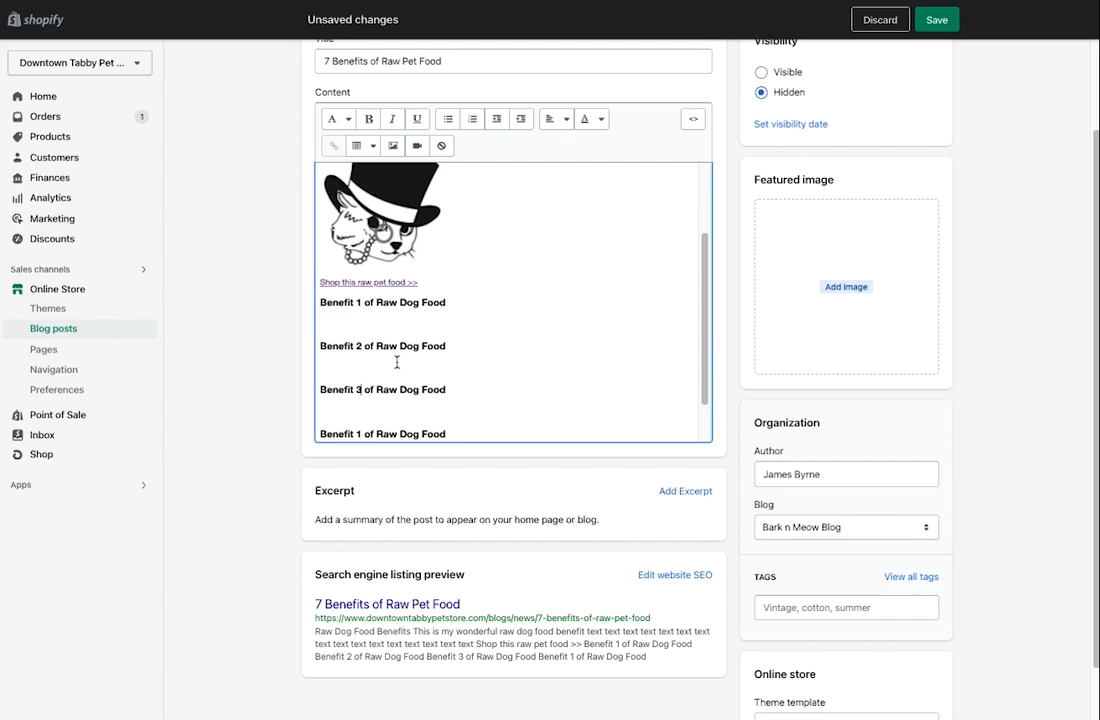 shopify
Unsaved changes
Discard
Save
Downtown Tabby Pet ...
Home
Orders
1
Products
Customers
Finances
Analytics
Marketing
Discounts
Sales channels
Online Store
Themes
Blog posts
Pages
Navigation
Preferences
Point of Sale
Inbox
Shop
Apps
Title
7 Benefits of Raw Pet Food
Content
A
B
I
U
A
<>
Shop this raw pet food >>
Benefit 1 of Raw Dog Food
Benefit 2 of Raw Dog Food
Benefit 3 of Raw Dog Food
Benefit 1 of Raw Dog Food
Excerpt
Add Excerpt
Add a summary of the post to appear on your home page or blog.
Search engine listing preview
Edit website SEO
7 Benefits of Raw Pet Food
https://www.downtowntabbypetstore.com/blogs/news/7-benefits-of-raw-pet-food
Raw Dog Food Benefits This is my wonderful raw dog food benefit text text text text text text text
text text text text text text text text text Shop this raw pet food >> Benefit 1 of Raw Dog Food
Benefit 2 of Raw Dog Food Benefit 3 of Raw Dog Food Benefit 1 of Raw Dog Food
Visibility
Visible
Hidden
Set visibility date
Featured image
Add image
Organization
Author
James Byrne
Blog
Bark n Meow Blog
TAGS
View all tags
Vintage, cotton, summer
Online store
Theme template